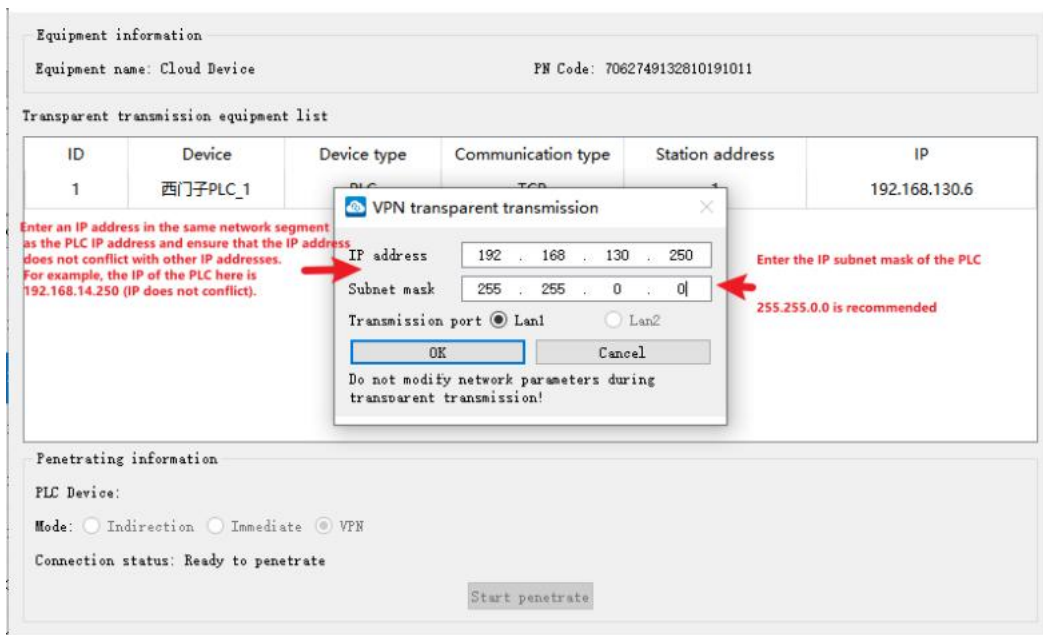 Equipment information
Equipment name: Cloud Device
PN Code: 7062749132810191011
Transparent transmission equipment list
ID Device Device type Communication type Station address IP
1 西门子PLC_1 PLC TCP 1 192.168.130.6
VPN transparent transmission
Enter an IP address in the same network segment
as the PLC IP address and ensure that the IP address
does not conflict with other IP addresses.
For example, the IP of the PLC here is
192.168.14.250 (IP does not conflict).
IP address 192 . 168 . 130 . 250
Subnet mask 255 . 255 . 0 . 0
Transmission port Lan1 Lan2
OK Cancel
Do not modify network parameters during
transparent transmission!
Enter the IP subnet mask of the PLC
255.255.0.0 is recommended
Penetrating information
PLC Device:
Mode: Indirection Immediate VPN
Connection status: Ready to penetrate
Start penetrate